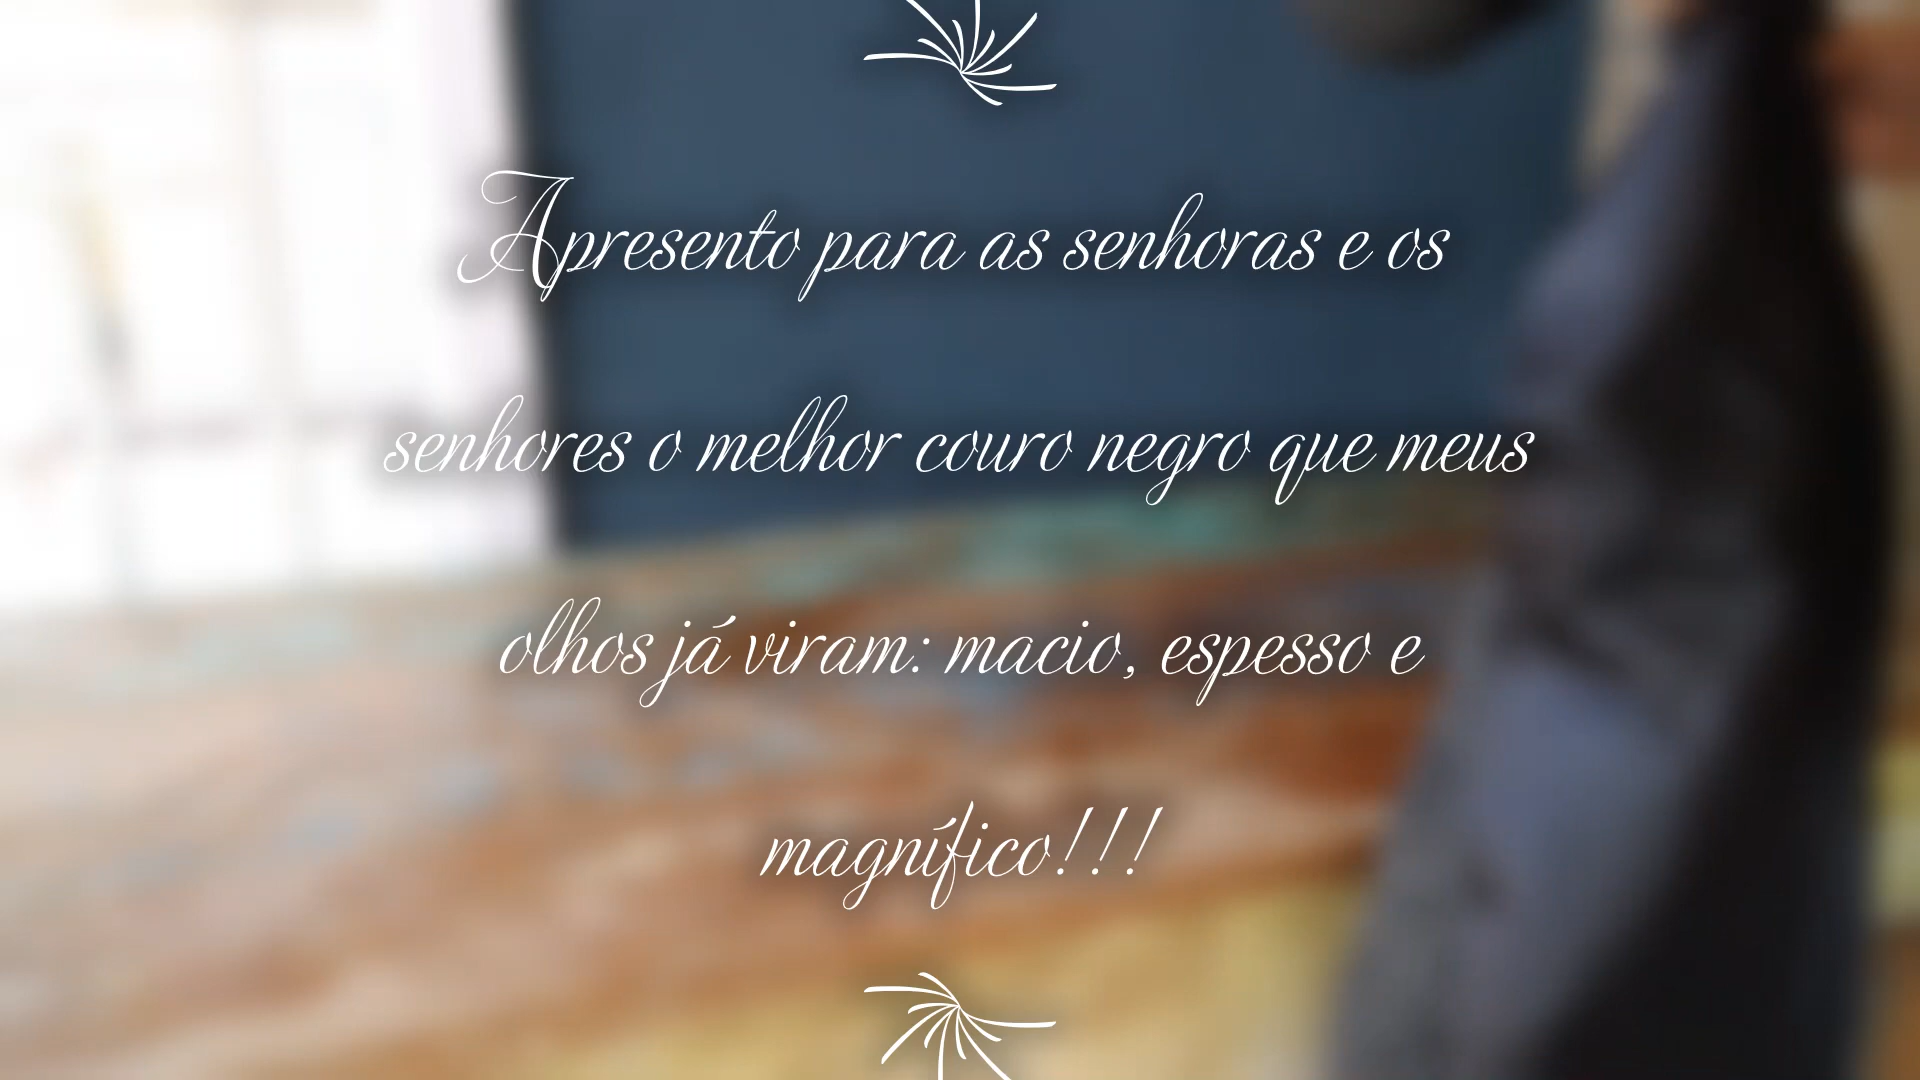 Apresento para as senhoras e os
senhores o melhor couro negro que meus
olhos já viram: macio, espesso e
magnífico!!!